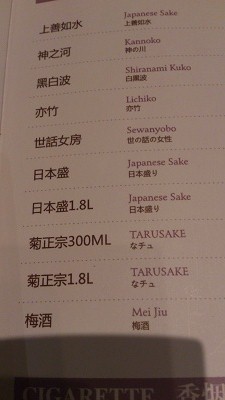 上善如水
Japanese Sake
上善如水
神之河
Kannoko
神の川
黑白波
Shiranami Kuko
白黒波
亦竹
Lichiko
亦竹
世話女房
Sewanyobo
世の話の女性
日本盛
Japanese Sake
日本盛り
日本盛1.8L
Japanese Sake
日本盛り
菊正宗300ML
TARUSAKE
なチュ
菊正宗1.8L
TARUSAKE
なチュ
梅酒
Mei Jiu
梅酒
CIGARETTE 香烟